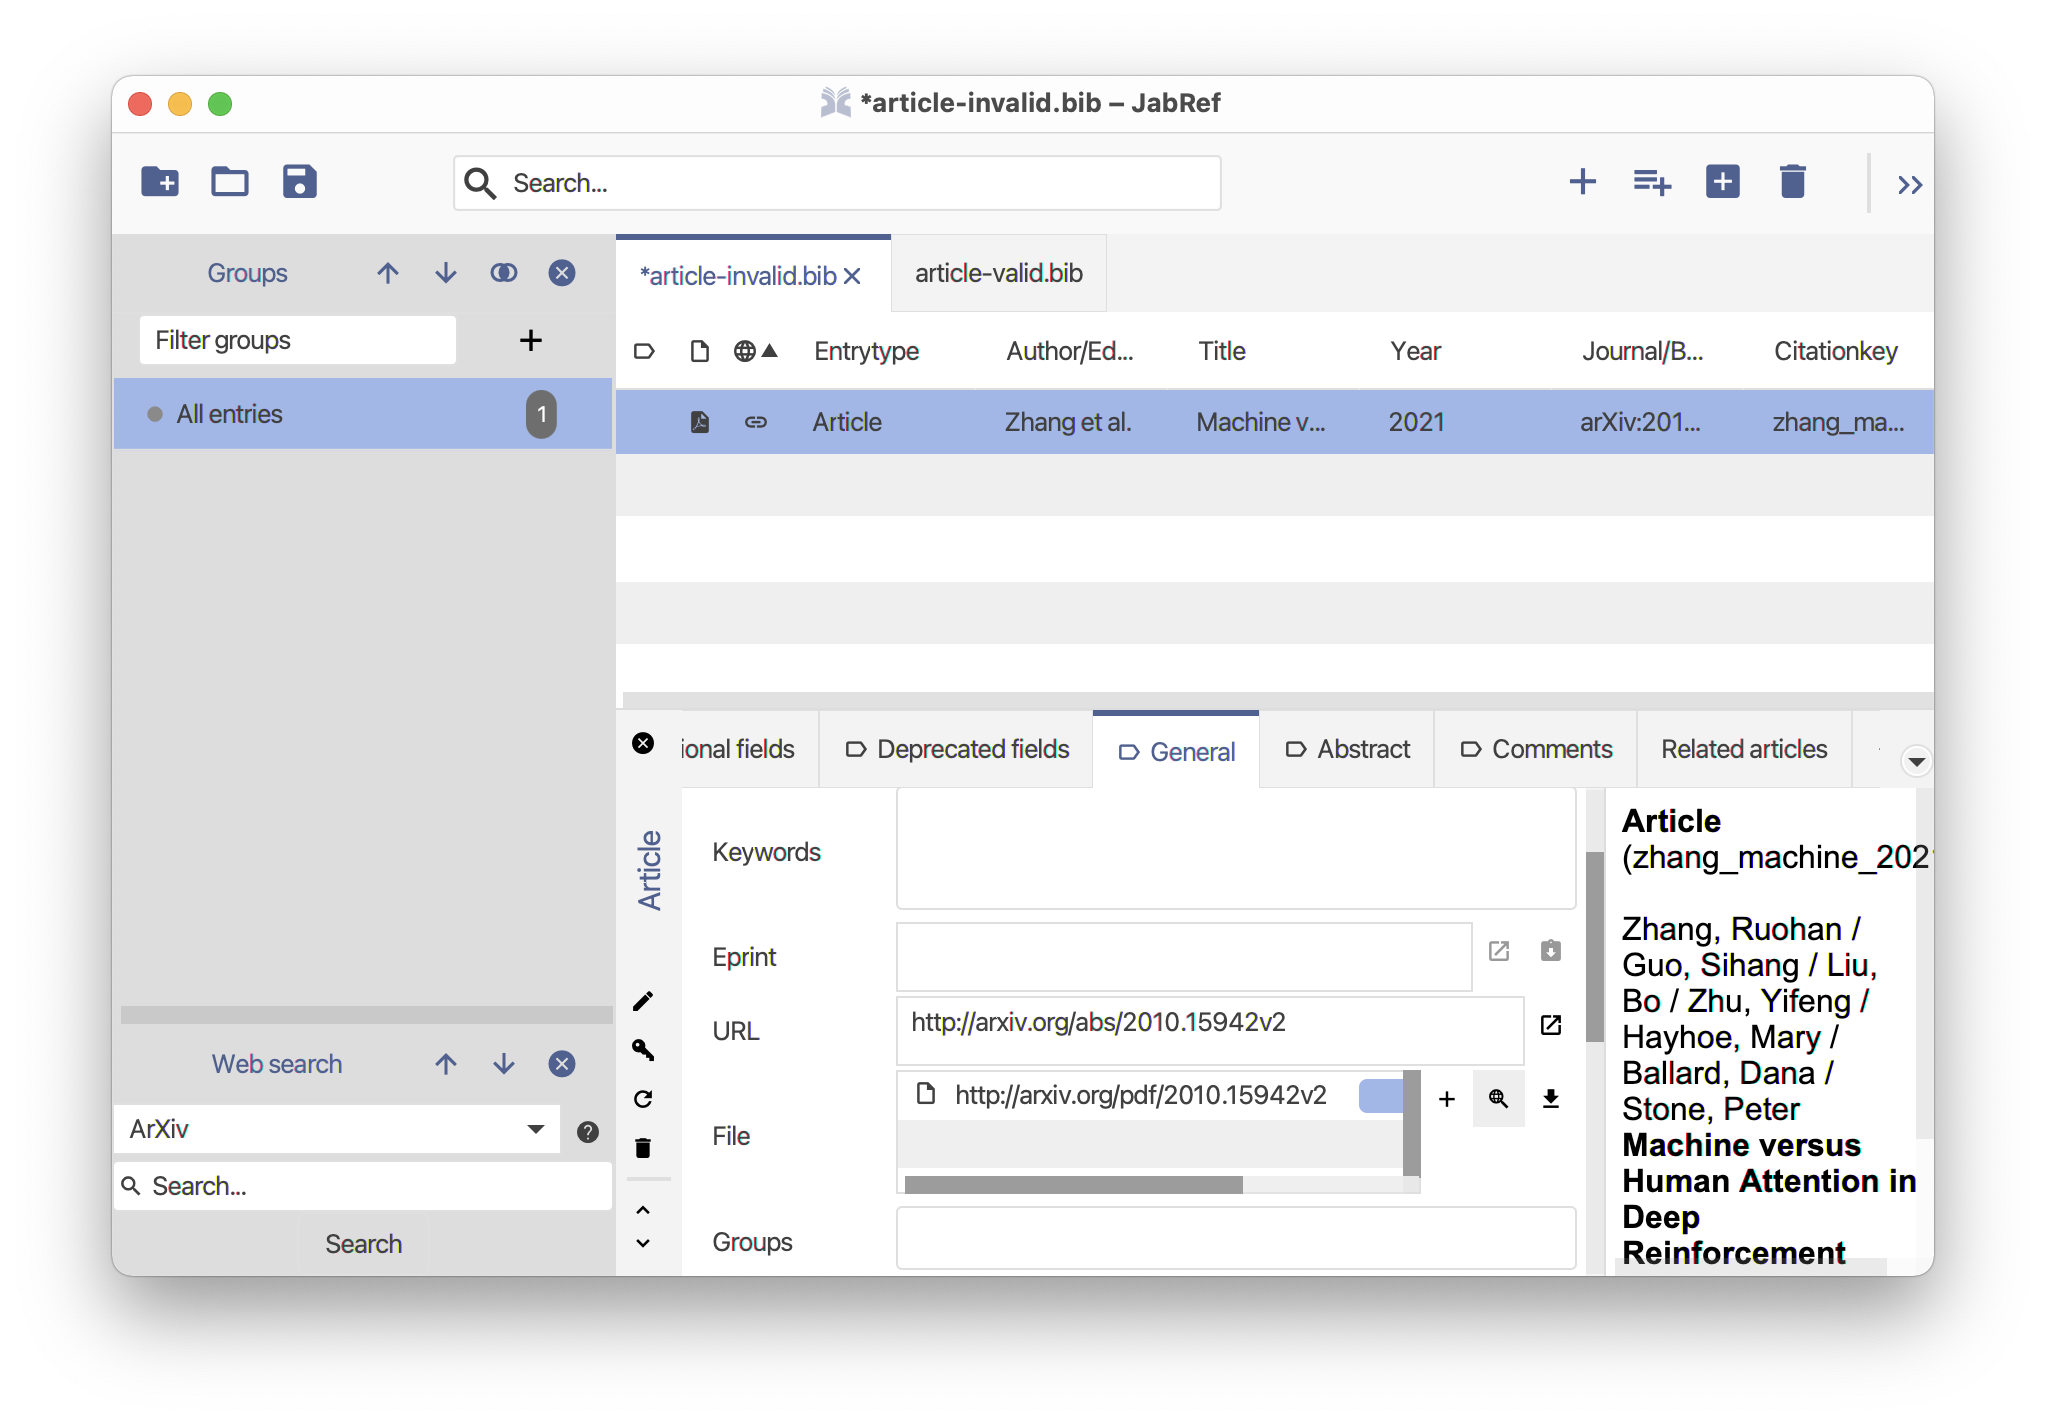 *article-invalid.bib – JabRef
Search...
Groups
Filter groups
All entries
1
*article-invalid.bib
article-valid.bib
Entrytype
Author/Ed...
Title
Year
Journal/B...
Citationkey
Article
Zhang et al.
Machine v...
2021
arXiv:201...
zhang_ma...
ional fields
Deprecated fields
General
Abstract
Comments
Related articles
Article
Keywords
Eprint
URL
http://arxiv.org/abs/2010.15942v2
File
http://arxiv.org/pdf/2010.15942v2
Groups
Article
(zhang_machine_202
Zhang, Ruohan /
Guo, Sihang / Liu,
Bo / Zhu, Yifeng /
Hayhoe, Mary /
Ballard, Dana /
Stone, Peter
Machine versus
Human Attention in
Deep
Reinforcement
Web search
ArXiv
Search...
Search